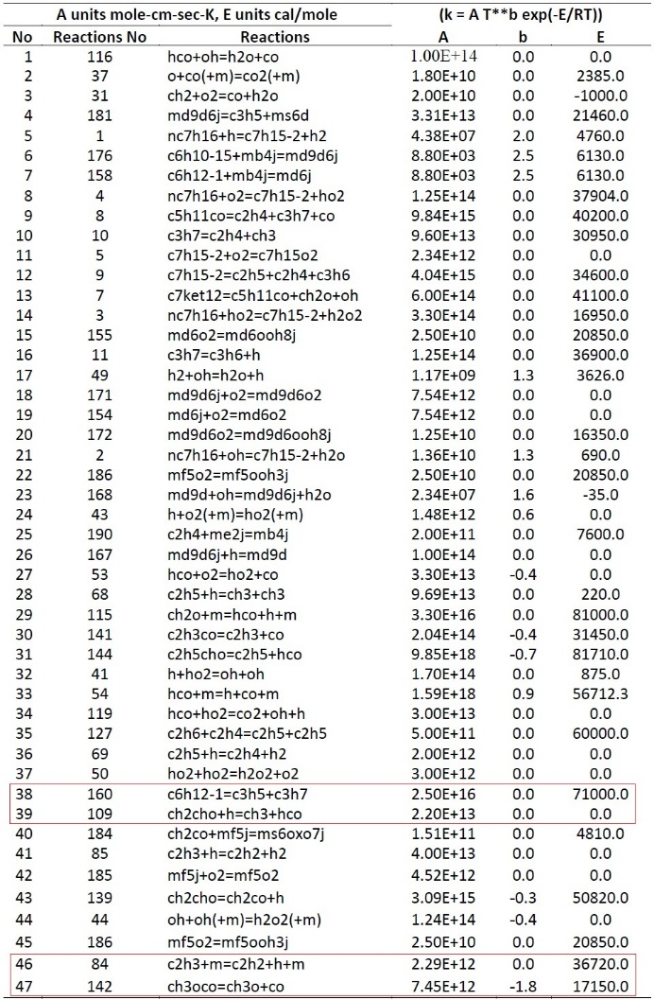 A units mole-cm-sec-K, E units cal/mole (k = A T**b exp(-E/RT))
No Reactions No Reactions A b E
1 116 hco+oh=h2o+co 1.00E+14 0.0 0.0
2 37 o+co(+m)=co2(+m) 1.80E+10 0.0 2385.0
3 31 ch2+o2=co+h2o 2.00E+10 0.0 -1000.0
4 181 md9d6j=c3h5+ms6d 3.31E+13 0.0 21460.0
5 1 nc7h16+h=c7h15-2+h2 4.38E+07 2.0 4760.0
6 176 c6h10-15+mb4j=md9d6j 8.80E+03 2.5 6130.0
7 158 c6h12-1+mb4j=md6j 8.80E+03 2.5 6130.0
8 4 nc7h16+o2=c7h15-2+ho2 1.25E+14 0.0 37904.0
9 8 c5h11co=c2h4+c3h7+co 9.84E+15 0.0 40200.0
10 10 c3h7=c2h4+ch3 9.60E+13 0.0 30950.0
11 5 c7h15-2+o2=c7h15o2 2.34E+12 0.0 0.0
12 9 c7h15-2=c2h5+c2h4+c3h6 4.04E+15 0.0 34600.0
13 7 c7ket12=c5h11co+ch2o+oh 6.00E+14 0.0 41100.0
14 3 nc7h16+ho2=c7h15-2+h2o2 3.30E+14 0.0 16950.0
15 155 md6o2=md6ooh8j 2.50E+10 0.0 20850.0
16 11 c3h7=c3h6+h 1.25E+14 0.0 36900.0
17 49 h2+oh=h2o+h 1.17E+09 1.3 3626.0
18 171 md9d6j+o2=md9d6o2 7.54E+12 0.0 0.0
19 154 md6j+o2=md6o2 7.54E+12 0.0 0.0
20 172 md9d6o2=md9d6ooh8j 1.25E+10 0.0 16350.0
21 2 nc7h16+oh=c7h15-2+h2o 1.36E+10 1.3 690.0
22 186 mf5o2=mf5ooh3j 2.50E+10 0.0 20850.0
23 168 md9d+oh=md9d6j+h2o 2.34E+07 1.6 -35.0
24 43 h+o2(+m)=ho2(+m) 1.48E+12 0.6 0.0
25 190 c2h4+me2j=mb4j 2.00E+11 0.0 7600.0
26 167 md9d6j+h=md9d 1.00E+14 0.0 0.0
27 53 hco+o2=ho2+co 3.30E+13 -0.4 0.0
28 68 c2h5+h=ch3+ch3 9.69E+13 0.0 220.0
29 115 ch2o+m=hco+h+m 3.30E+16 0.0 81000.0
30 141 c2h3co=c2h3+co 2.04E+14 -0.4 31450.0
31 144 c2h5cho=c2h5+hco 9.85E+18 -0.7 81710.0
32 41 h+ho2=oh+oh 1.70E+14 0.0 875.0
33 54 hco+m=h+co+m 1.59E+18 0.9 56712.3
34 119 hco+ho2=co2+oh+h 3.00E+13 0.0 0.0
35 127 c2h6+c2h4=c2h5+c2h5 5.00E+11 0.0 60000.0
36 69 c2h5+h=c2h4+h2 2.00E+12 0.0 0.0
37 50 ho2+ho2=h2o2+o2 3.00E+12 0.0 0.0
38 160 c6h12-1=c3h5+c3h7 2.50E+16 0.0 71000.0
39 109 ch2cho+h=ch3+hco 2.20E+13 0.0 0.0
40 184 ch2co+mf5j=ms6oxo7j 1.51E+11 0.0 4810.0
41 85 c2h3+h=c2h2+h2 4.00E+13 0.0 0.0
42 185 mf5j+o2=mf5o2 4.52E+12 0.0 0.0
43 139 ch2cho=ch2co+h 3.09E+15 -0.3 50820.0
44 44 oh+oh(+m)=h2o2(+m) 1.24E+14 -0.4 0.0
45 186 mf5o2=mf5ooh3j 2.50E+10 0.0 20850.0
46 84 c2h3+m=c2h2+h+m 2.29E+12 0.0 36720.0
47 142 ch3oco=ch3o+co 7.45E+12 -1.8 17150.0